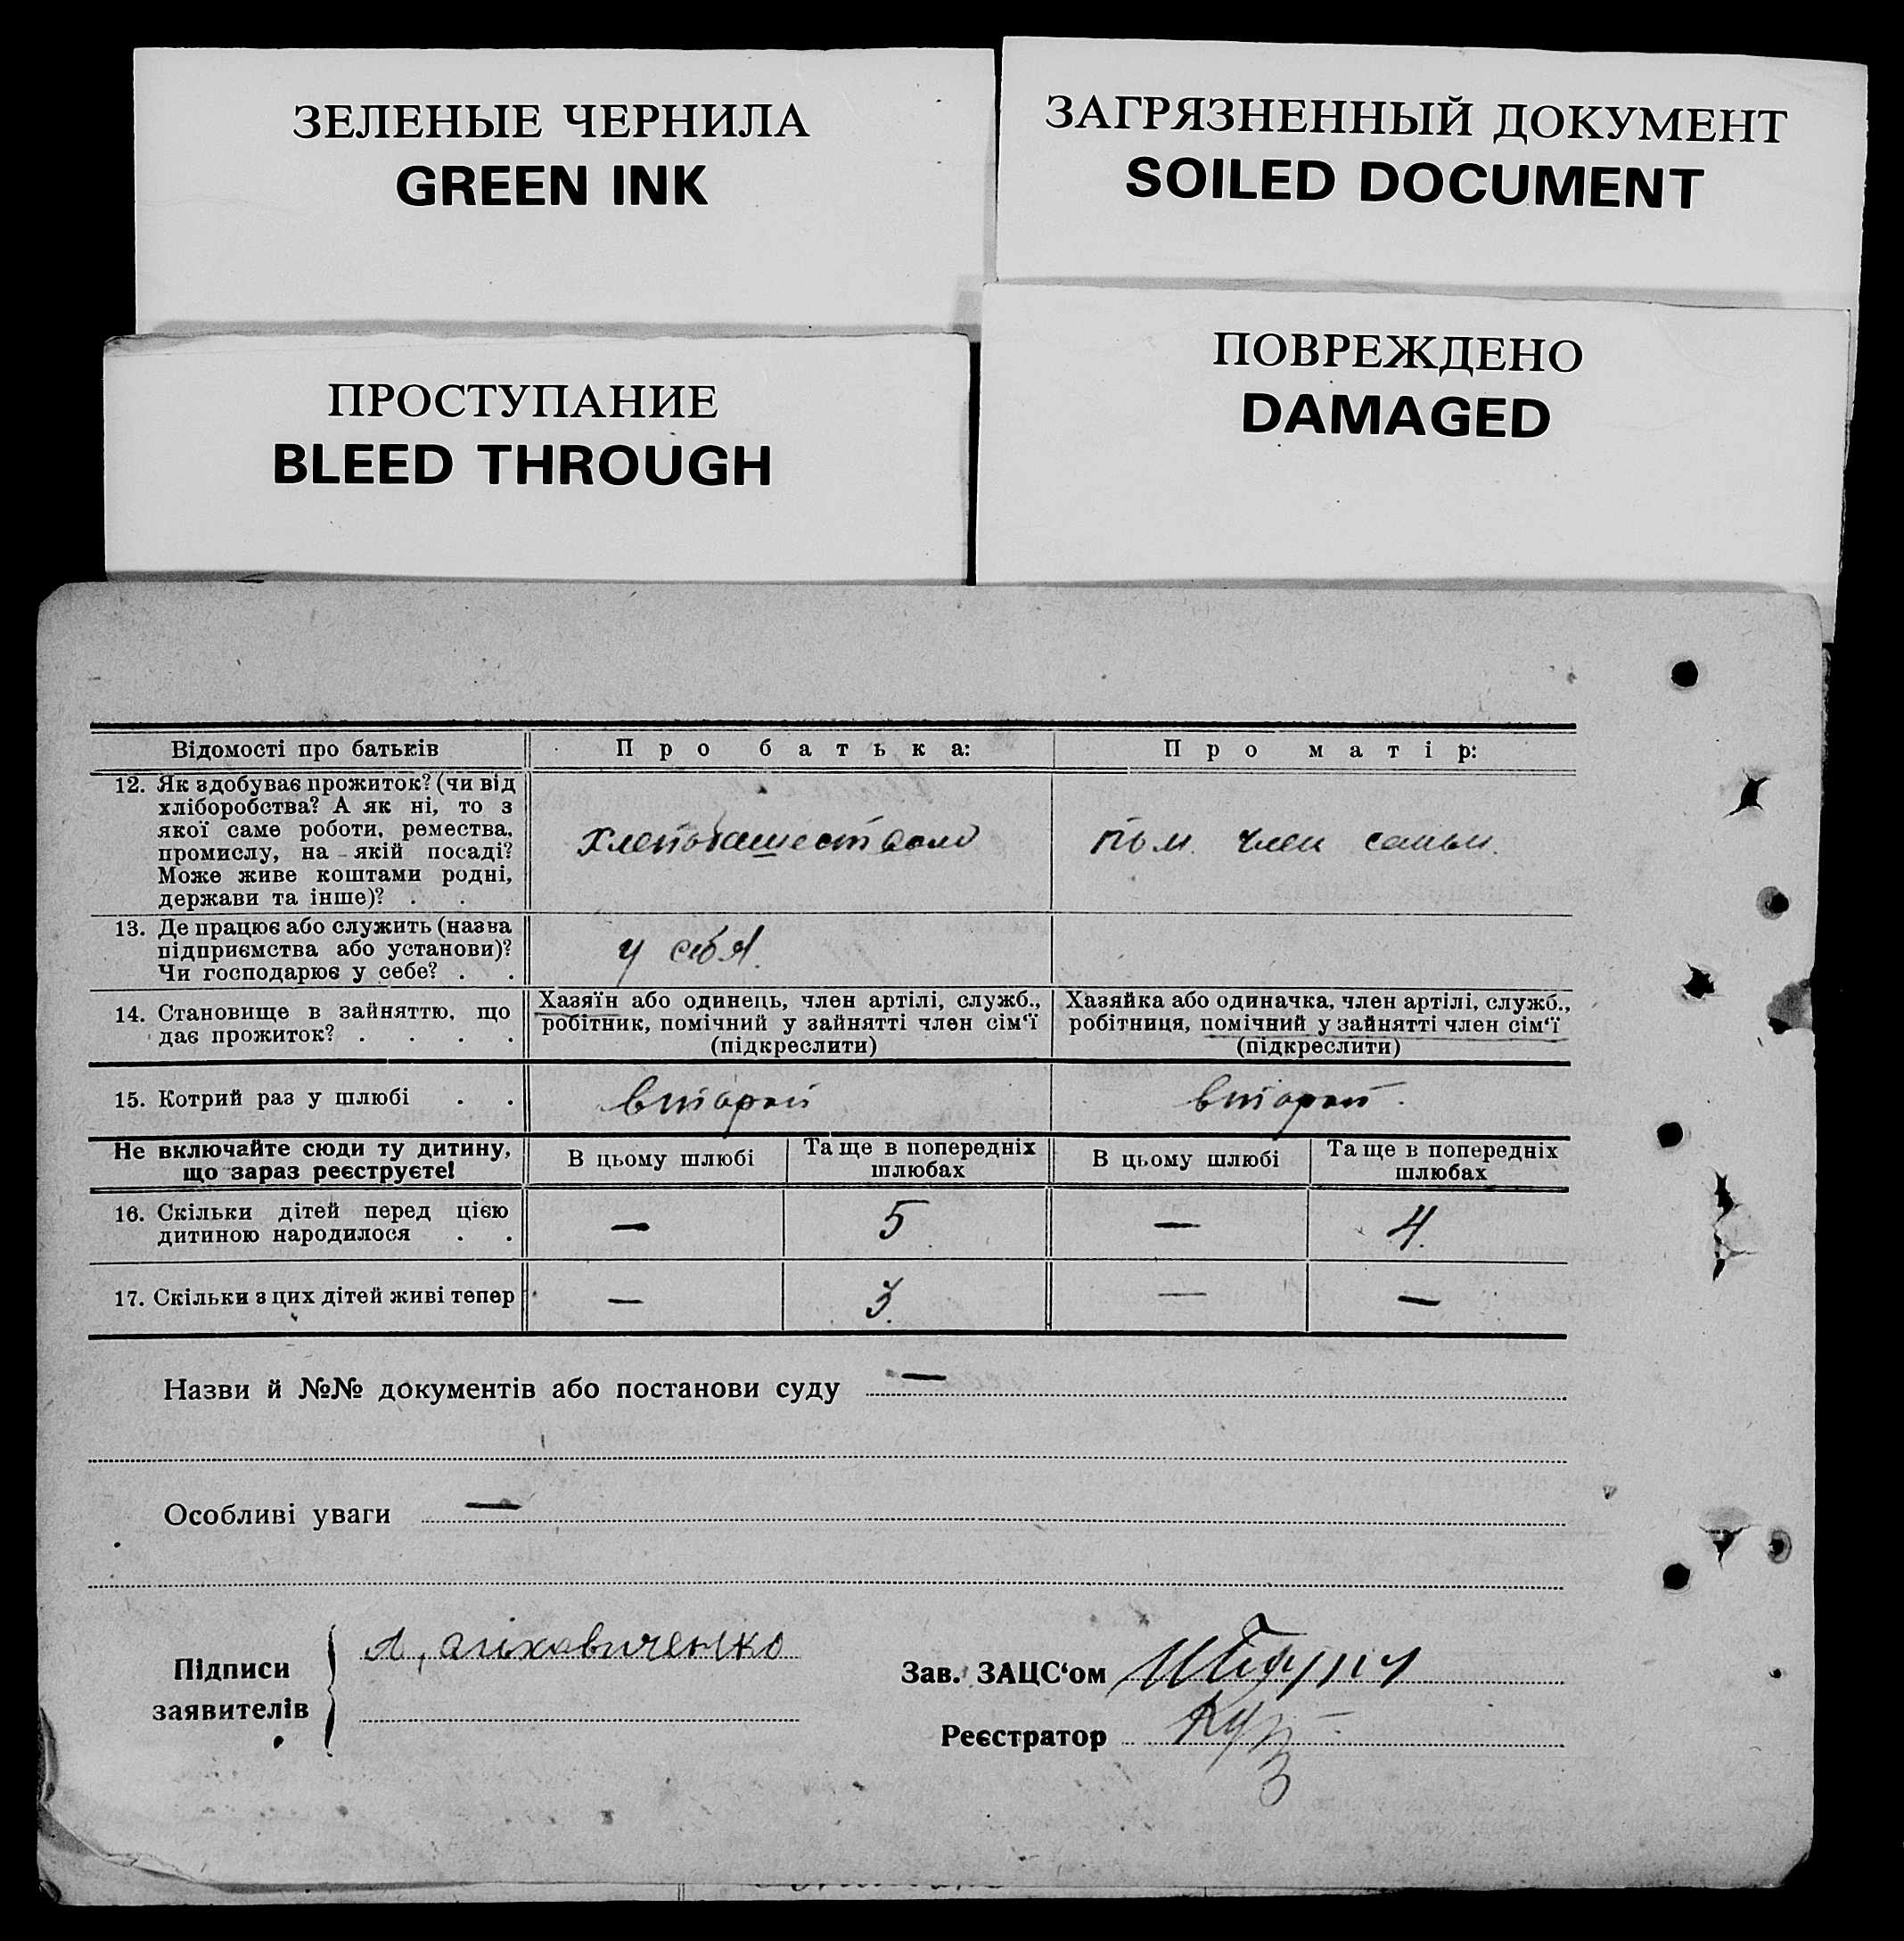 ЗЕЛЕНЫЕ ЧЕРНИЛА
GREEN INK
ЗАГРЯЗНЕННЫЙ ДОКУМЕНТ
SOILED DOCUMENT
ПРОСТУПАНИЕ
BLEED THROUGH
ПОВРЕЖДЕНО
DAMAGED
Відомості про батьків Про батька: Про матір:
12. Як здобуває прожиток? (чи від
хліборобства? А як ні, то з
якої саме роботи, ремества,
промислу, на якій посаді?
Може живе коштами родні,
держави та інше)? . .
пом. член семьи.
13. Де працює або служить (назва
підприємства або установи)?
Чи господарює у себе? . .
у себя.
14. Становище в зайняттю, що
дає прожиток? . . . .
Хазяїн або одинець, член артілі, служб.,
робітник, помічний у зайнятті член сім‘ї
(підкреслити)
Хазяйка або одиначка, член артілі, служб.,
робітниця, помічний у зайнятті член сім‘ї
(підкреслити)
15. Котрий раз у шлюбі . . второй второй.
Не включайте сюди ту дитину,
що зараз реєструєте!
В цьому шлюбі
Та ще в попередніх
шлюбах
В цьому шлюбі
Та ще в попередніх
шлюбах
16. Скільки дітей перед цією
дитиною народилося . .
— 5 — 4.
17. Скільки з цих дітей живі тепер — 3. — —
Назви й №№ документів або постанови суду —
Особливі уваги —
Підписи
заявителів
Зав. ЗАЦС‘ом
Реєстратор